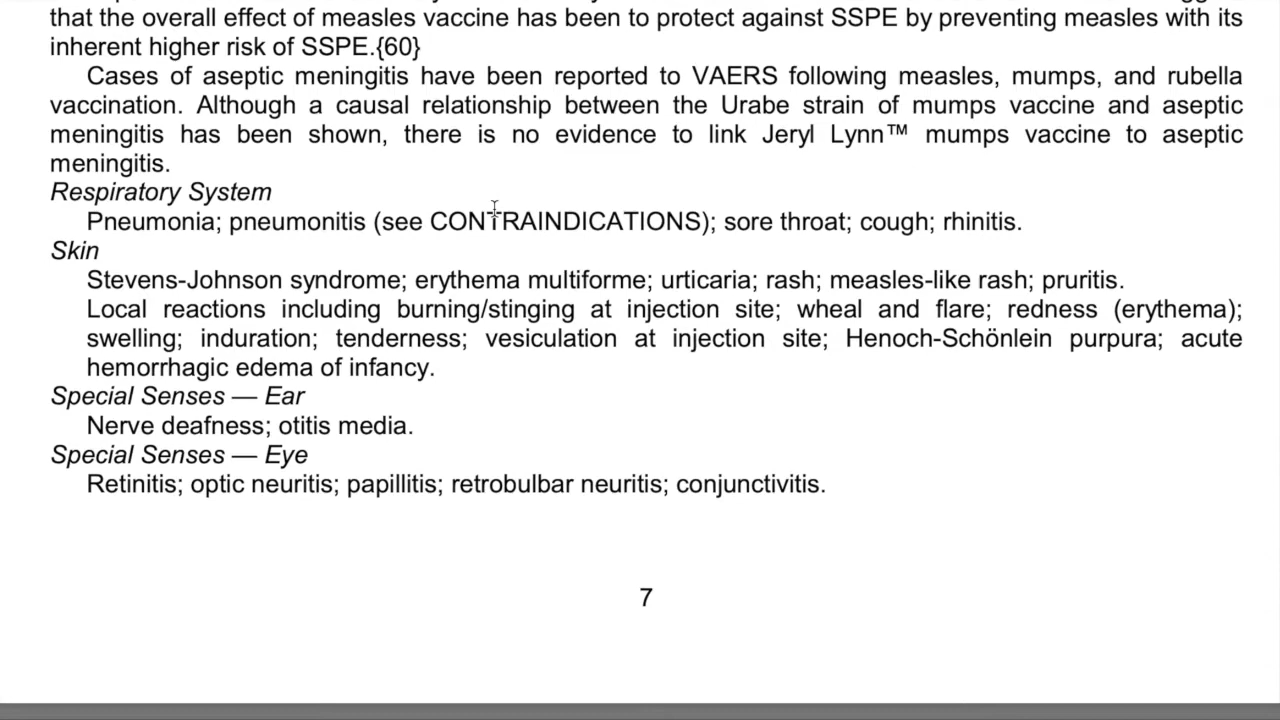 that the overall effect of measles vaccine has been to protect against SSPE by preventing measles with its
inherent higher risk of SSPE.{60}
Cases of aseptic meningitis have been reported to VAERS following measles, mumps, and rubella
vaccination. Although a causal relationship between the Urabe strain of mumps vaccine and aseptic
meningitis has been shown, there is no evidence to link Jeryl Lynn™ mumps vaccine to aseptic
meningitis.
Respiratory System
Pneumonia; pneumonitis (see CONTRAINDICATIONS); sore throat; cough; rhinitis.
Skin
Stevens-Johnson syndrome; erythema multiforme; urticaria; rash; measles-like rash; pruritis.
Local reactions including burning/stinging at injection site; wheal and flare; redness (erythema);
swelling; induration; tenderness; vesiculation at injection site; Henoch-Schönlein purpura; acute
hemorrhagic edema of infancy.
Special Senses — Ear
Nerve deafness; otitis media.
Special Senses — Eye
Retinitis; optic neuritis; papillitis; retrobulbar neuritis; conjunctivitis.
7